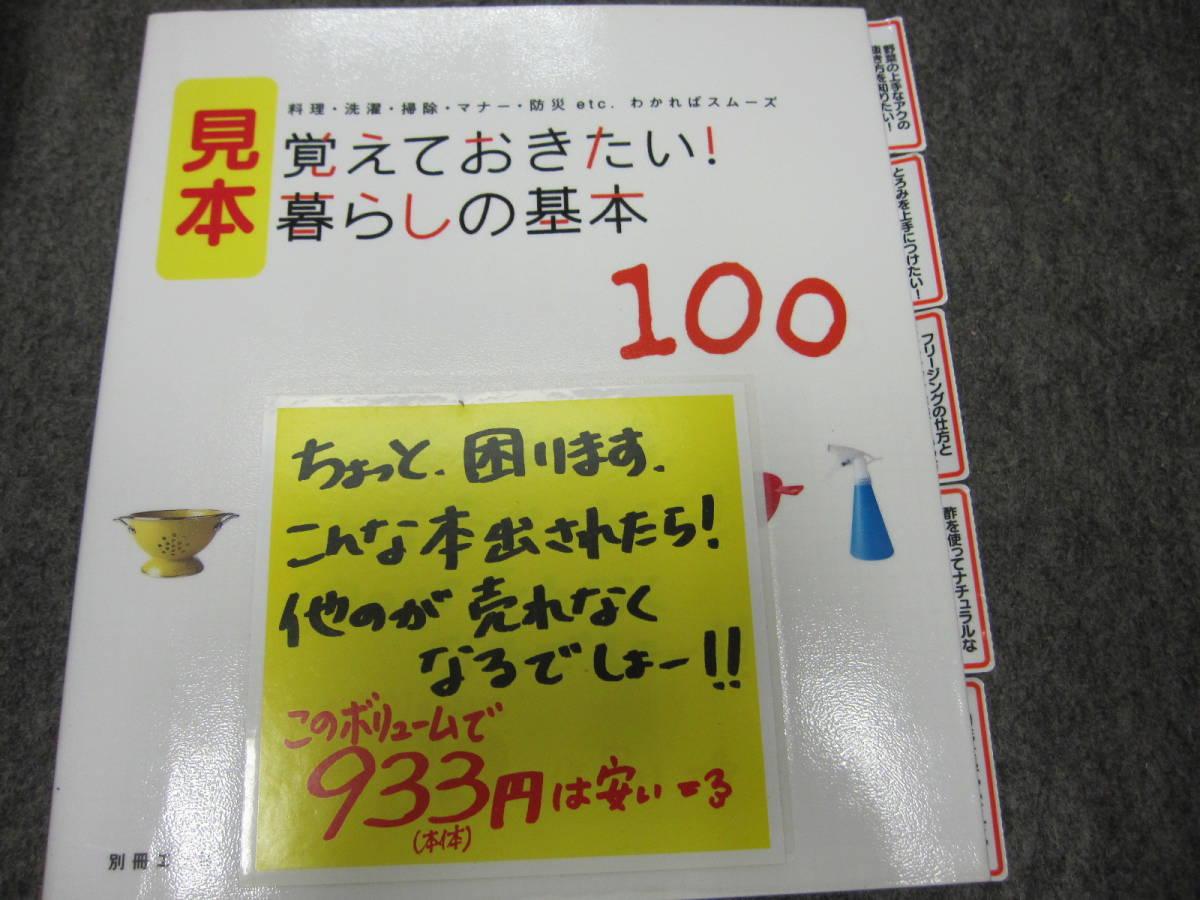 見本
料理・洗濯・掃除・マナー・防災 etc. わかればスムーズ
覚えておきたい!
暮らしの基本
100
ちょっと、困ります.
こんな本出されたら!
他のが売れなく
なるでしょー!!
このボリュームで
933円は安い=3
(本体)
別冊エ
野菜の上手なアクの
抜き方を知りたい!
とろみを上手につけたい!
フリージングの仕方と
酢を使ってナチュラルな